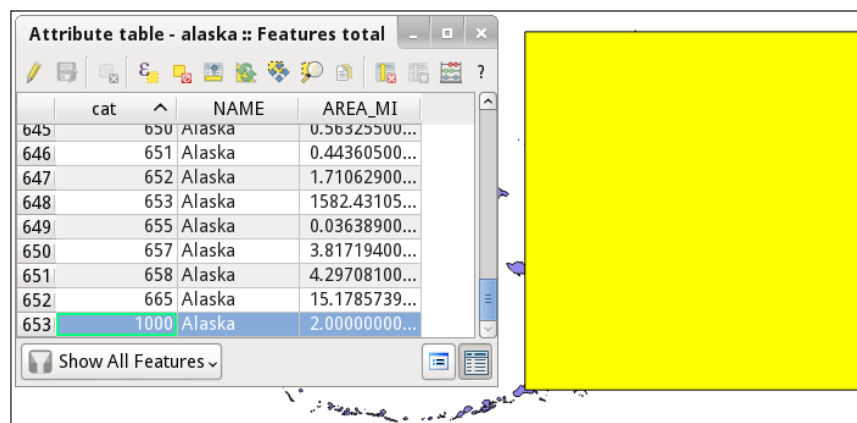 Attribute table - alaska :: Features total
ε
?
cat NAME AREA_MI
645 650 Alaska 0.56325500...
646 651 Alaska 0.44360500...
647 652 Alaska 1.71062900...
648 653 Alaska 1582.43105...
649 655 Alaska 0.03638900...
650 657 Alaska 3.81719400...
651 658 Alaska 4.29708100...
652 665 Alaska 15.1785739...
653 1000 Alaska 2.00000000...
Show All Features